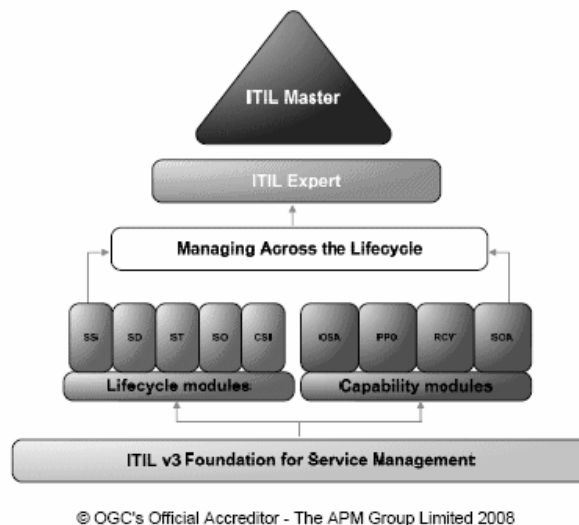 ITIL Master
ITIL Expert
Managing Across the Lifecycle
SS SD ST SO CSI OSA PPO RCV SOA
Lifecycle modules Capability modules
ITIL v3 Foundation for Service Management
© OGC's Official Accreditor - The APM Group Limited 2008